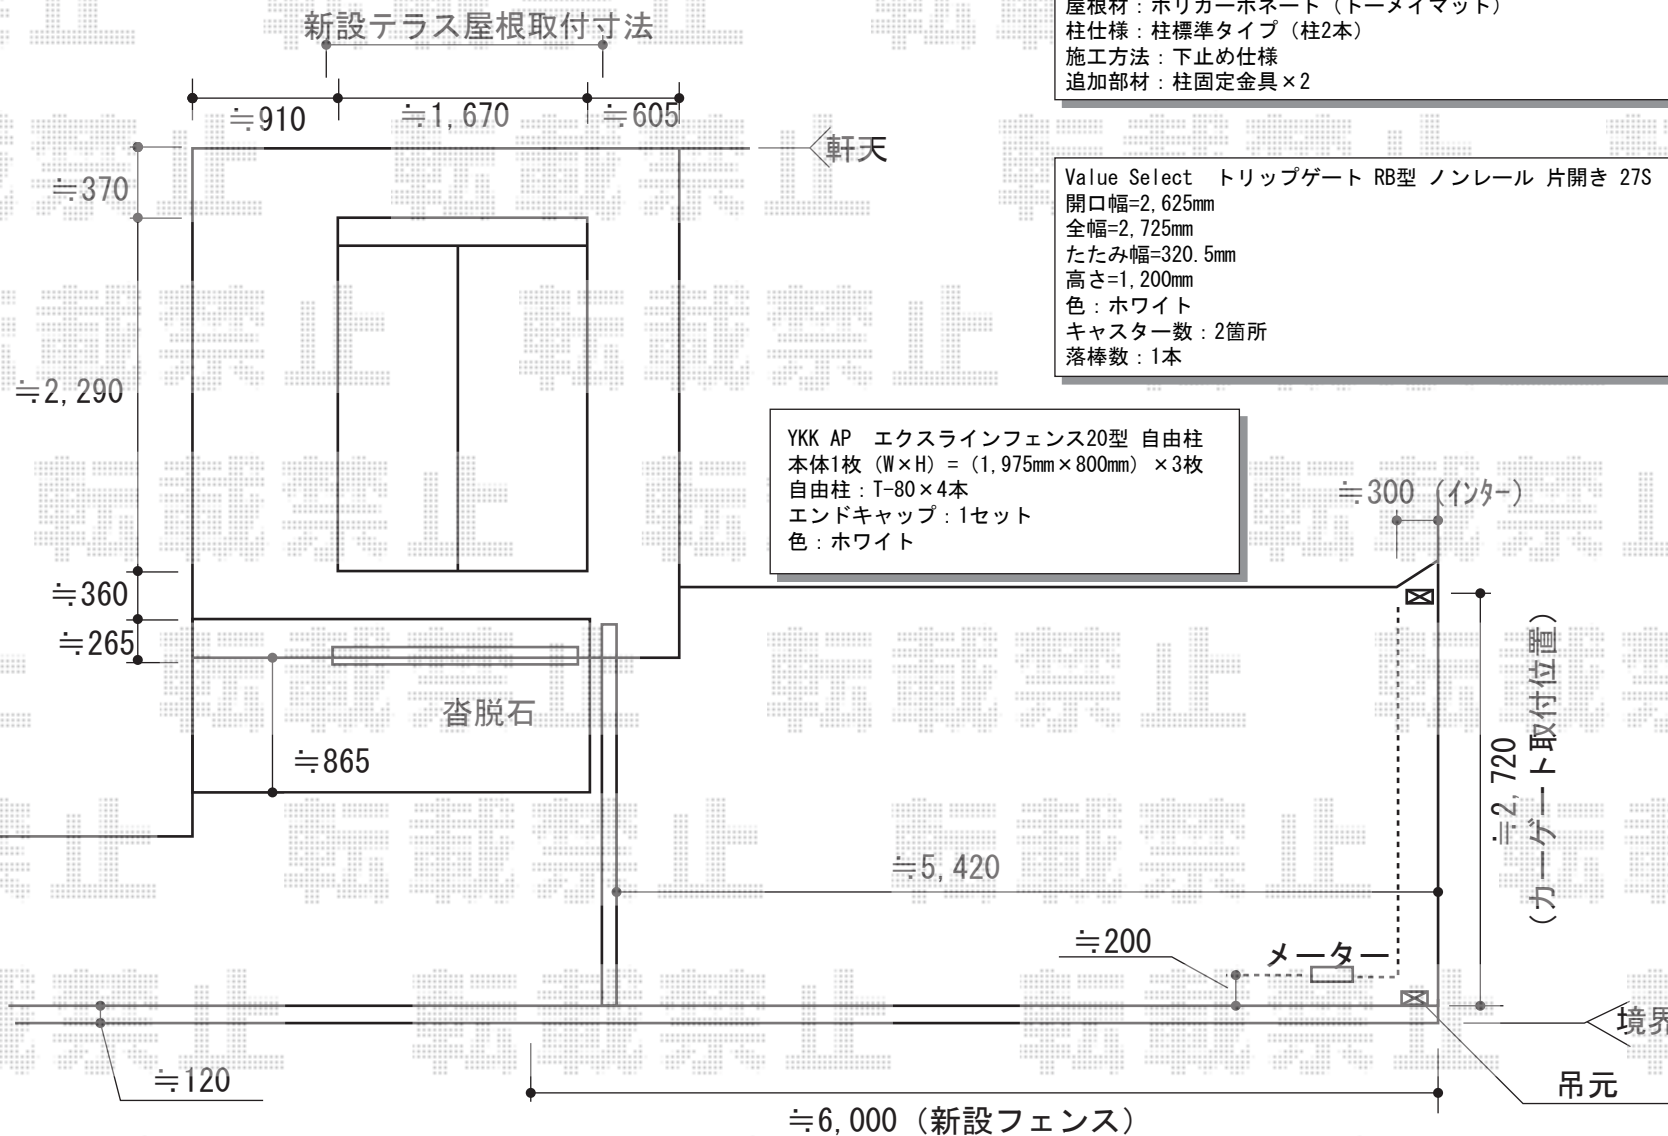 新設テラス屋根取付寸法
屋根材：ポリカーボネート（トーメイマット）
柱仕様：柱標準タイプ（柱2本）
施工方法：下止め仕様
追加部材：柱固定金具×2
≒910
≒1,670
≒605
軒天
≒370
Value Select　トリップゲート RB型 ノンレール 片開き 27S
開口幅=2,625mm
全幅=2,725mm
たたみ幅=320.5mm
高さ=1,200mm
色：ホワイト
キャスター数：2箇所
落棒数：1本
≒2,290
YKK AP　エクスラインフェンス20型 自由柱
本体1枚（W×H）=（1,975mm×800mm）×3枚
自由柱：T-80×4本
エンドキャップ：1セット
色：ホワイト
≒300（インター）
≒360
≒265
沓脱石
≒865
≒2,720
（カーゲート取付位置）
≒5,420
≒200
メーター
境界
≒120
吊元
≒6,000（新設フェンス）
転載禁止